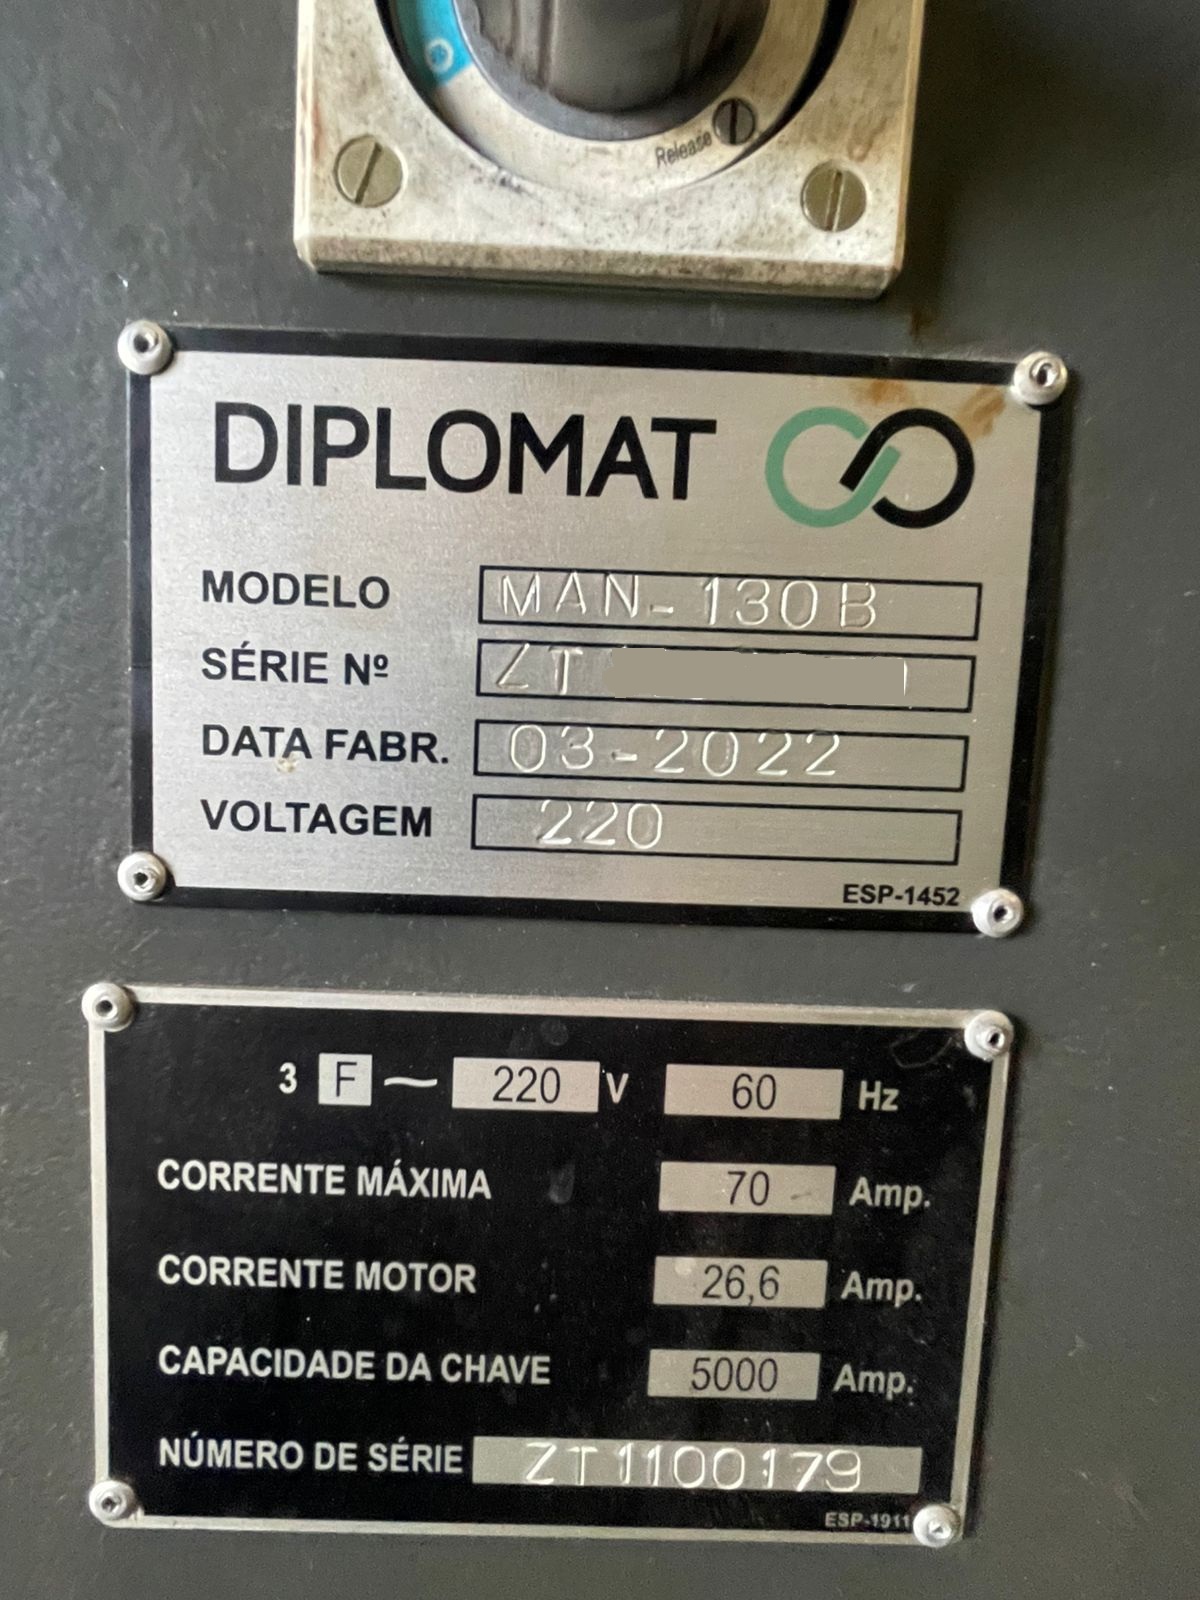 Release
DIPLOMAT
MODELO MAN-130B
SÉRIE Nº ZT
DATA FABR. 03-2022
VOLTAGEM 220
ESP-1452
3 F ~ 220 V 60 Hz
CORRENTE MÁXIMA 70 Amp.
CORRENTE MOTOR 26,6 Amp.
CAPACIDADE DA CHAVE 5000 Amp.
NÚMERO DE SÉRIE ZT1100179
ESP-1911